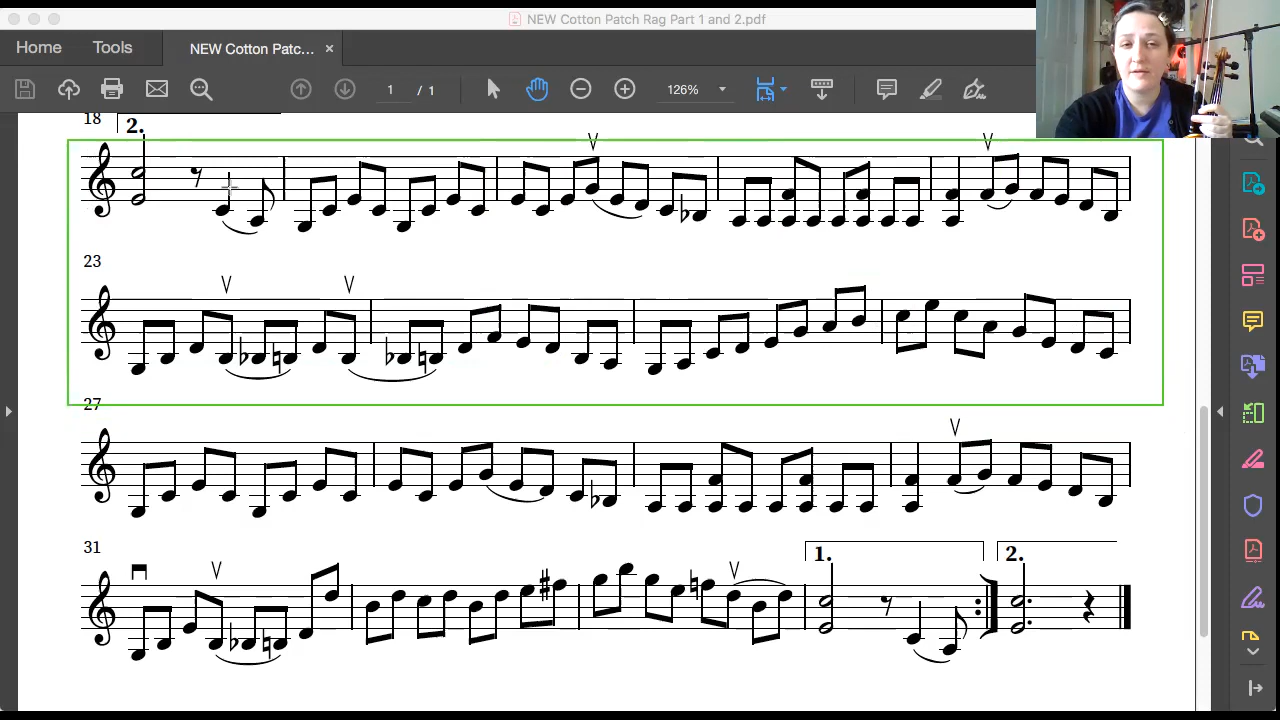 NEW Cotton Patch Rag Part 1 and 2.pdf
Home Tools NEW Cotton Patc... ×
1 / 1 126%
18 2.
23
27
31 1. 2.